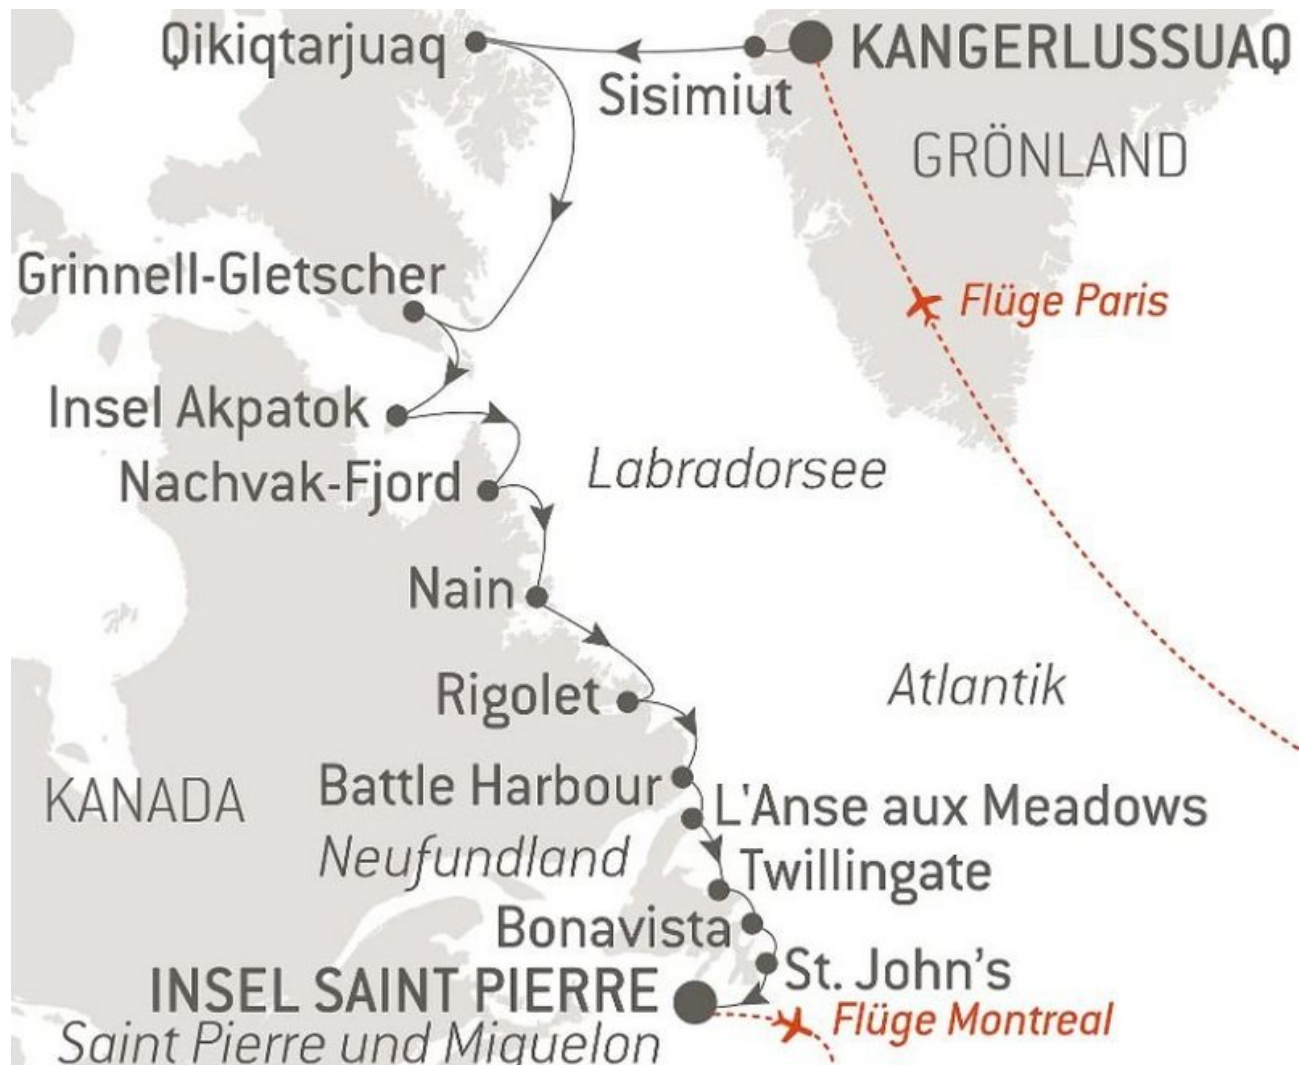 Qikiqtarjuaq
KANGERLUSSUAQ
Sisimiut
GRÖNLAND
Grinnell-Gletscher
Flüge Paris
Insel Akpatok
Labradorsee
Nachvak-Fjord
Nain
Atlantik
Rigolet
Battle Harbour
KANADA
L'Anse aux Meadows
Neufundland
Twillingate
Bonavista
St. John's
INSEL SAINT PIERRE
Flüge Montreal
Saint Pierre und Miquelon